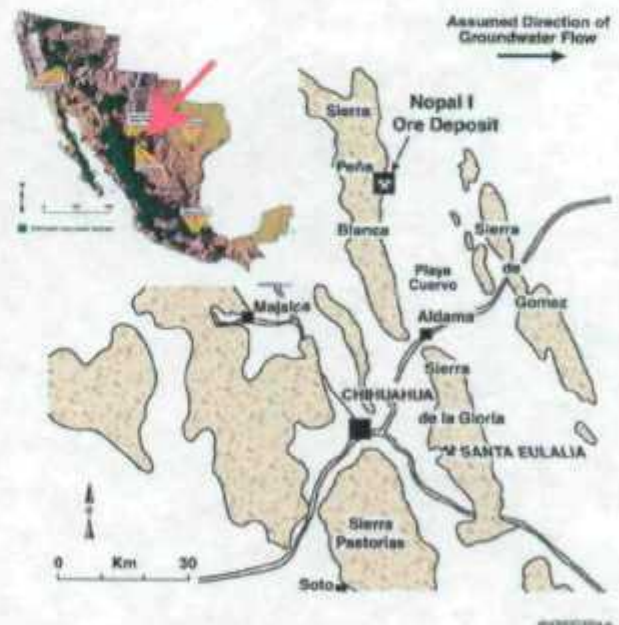 Assumed Direction of
Groundwater Flow
Nopal I
Ore Deposit
Sierra
Peña
Blanca
Sierra
de
Gomez
Playa
Cuervo
Majalca
Aldama
Sierra
de la Gloria
CHIHUAHUA
SANTA EULALIA
Sierra
Pastorias
Soto
0 Km 30